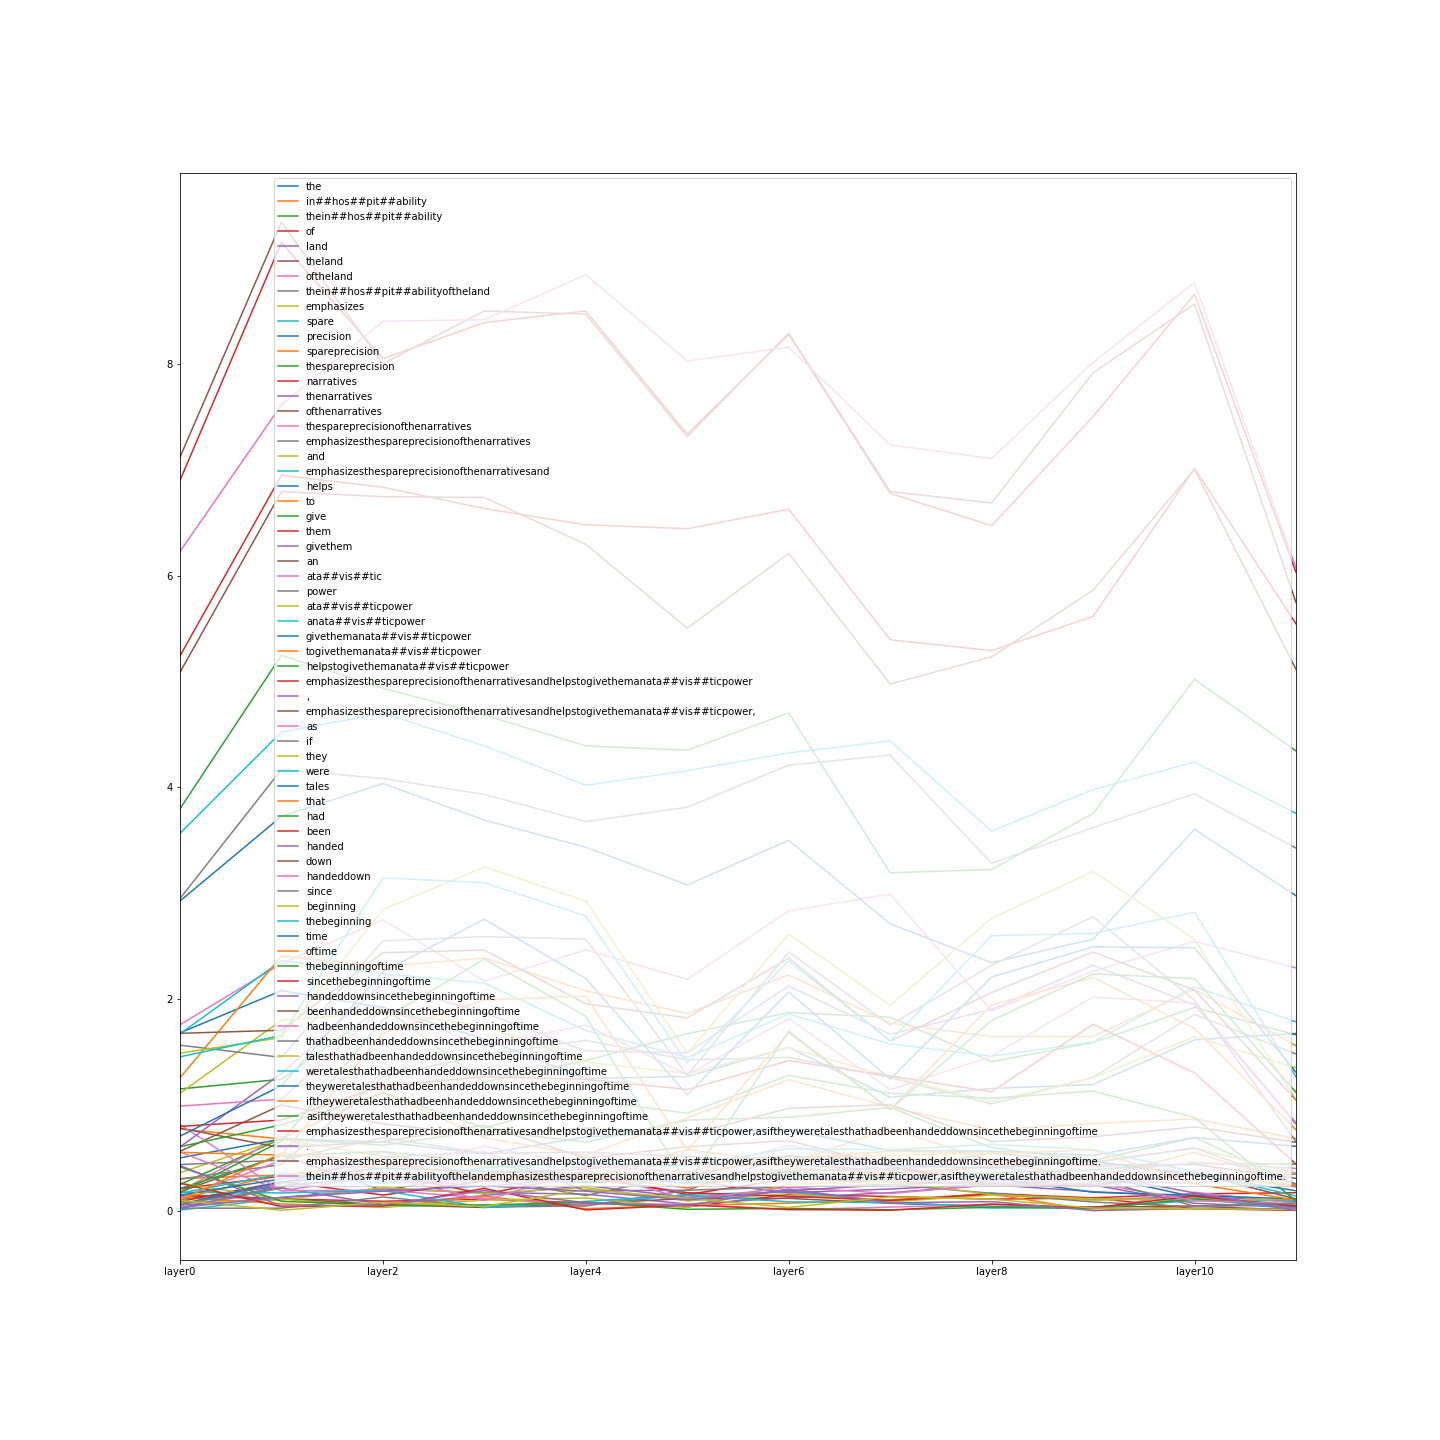 the
in##hos##pit##ability
thein##hos##pit##ability
of
land
theland
oftheland
thein##hos##pit##abilityoftheland
emphasizes
spare
precision
spareprecision
thespareprecision
narratives
thenarratives
ofthenarratives
thespareprecisionofthenarratives
emphasizesthespareprecisionofthenarratives
and
emphasizesthespareprecisionofthenarrativesand
helps
to
give
them
givethem
an
ata##vis##tic
power
ata##vis##ticpower
anata##vis##ticpower
givethemanata##vis##ticpower
togivethemanata##vis##ticpower
helpstogivethemanata##vis##ticpower
emphasizesthespareprecisionofthenarrativesandhelpstogivethemanata##vis##ticpower
,
emphasizesthespareprecisionofthenarrativesandhelpstogivethemanata##vis##ticpower,
as
if
they
were
tales
that
had
been
handed
down
handeddown
since
beginning
thebeginning
time
oftime
thebeginningoftime
sincethebeginningoftime
handeddownsincethebeginningoftime
beenhandeddownsincethebeginningoftime
hadbeenhandeddownsincethebeginningoftime
thathadbeenhandeddownsincethebeginningoftime
talesthathadbeenhandeddownsincethebeginningoftime
weretalesthathadbeenhandeddownsincethebeginningoftime
theyweretalesthathadbeenhandeddownsincethebeginningoftime
iftheyweretalesthathadbeenhandeddownsincethebeginningoftime
asiftheyweretalesthathadbeenhandeddownsincethebeginningoftime
emphasizesthespareprecisionofthenarrativesandhelpstogivethemanata##vis##ticpower,asiftheyweretalesthathadbeenhandeddownsincethebeginningoftime
.
emphasizesthespareprecisionofthenarrativesandhelpstogivethemanata##vis##ticpower,asiftheyweretalesthathadbeenhandeddownsincethebeginningoftime.
thein##hos##pit##abilityofthelandemphasizesthespareprecisionofthenarrativesandhelpstogivethemanata##vis##ticpower,asiftheyweretalesthathadbeenhandeddownsincethebeginningoftime.
8
6
4
2
0
layer0 layer2 layer4 layer6 layer8 layer10